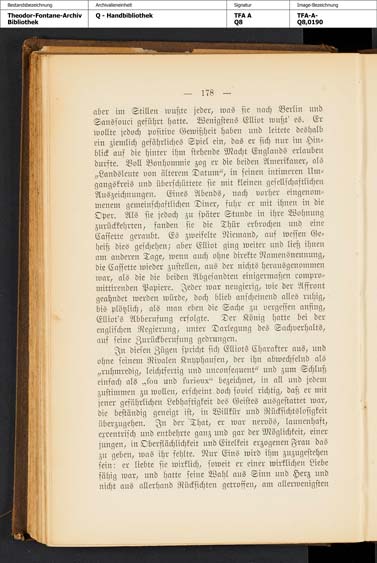 Bestandsbezeichnung
Theodor-Fontane-Archiv
Bibliothek
Archivalieneinheit
Q - Handbibliothek
Signatur
TFA A
Q8
Image-Bezeichnung
TFA-A-
Q8,0190
— 178 —
aber im Stillen wußte jeder, was sie nach Berlin und
Sanssouci geführt hatte. Wenigstens Elliot wußt' es. Er
wollte jedoch positive Gewißheit haben und leitete deshalb
ein ziemlich gefährliches Spiel ein, das er sich nur im Hin-
blick auf die hinter ihm stehende Macht Englands erlauben
durfte. Voll Bonhommie zog er die beiden Amerikaner, als
„Landsleute von älterem Datum“, in seinen intimeren Um-
gangskreis und überschüttete sie mit kleinen gesellschaftlichen
Auszeichnungen. Eines Abends, nach vorher eingenom-
menem gemeinschaftlichen Diner, fuhr er mit ihnen in die
Oper. Als sie jedoch zu später Stunde in ihre Wohnung
zurückkehrten, fanden sie die Thür erbrochen und eine
Cassette geraubt. Es zweifelte Niemand, auf wessen Ge-
heiß dies geschehen; aber Elliot ging weiter und ließ ihnen
am anderen Tage, wenn auch ohne direkte Namensnennung,
die Cassette wieder zustellen, aus der nichts herausgenommen
war, als die die beiden Abgesandten einigermaßen compro-
mittirenden Papiere. Jeder war neugierig, wie der Affront
geahndet werden würde, doch blieb anscheinend alles ruhig,
bis plötzlich, als man eben die Sache zu vergessen anfing,
Elliot's Abberufung erfolgte. Der König hatte bei der
englischen Regierung, unter Darlegung des Sachverhalts,
auf seine Zurückberufung gedrungen.
In diesen Zügen spricht sich Elliots Charakter aus, und
ohne seinem Rivalen Knyphausen, der ihn abwechselnd als
„ruhmredig, leichtfertig und unconsequent“ und zum Schluß
einfach als „fou und furieux“ bezeichnet, in all und jedem
zustimmen zu wollen, erscheint doch soviel richtig, daß er mit
jener gefährlichen Lebhaftigkeit des Geistes ausgestattet war,
die beständig geneigt ist, in Willkür und Rücksichtslosigkeit
überzugehen. In der That, er war nervös, launenhaft,
excentrisch und entbehrte ganz und gar der Möglichkeit, einer
jungen, in Oberflächlichkeit und Eitelkeit erzogenen Frau das
zu geben, was ihr fehlte. Nur Eins wird ihm zuzugestehen
sein: er liebte sie wirklich, soweit er einer wirklichen Liebe
fähig war, und hatte seine Wahl aus Sinn und Herz und
nicht aus allerhand Rücksichten getroffen, am allerwenigsten